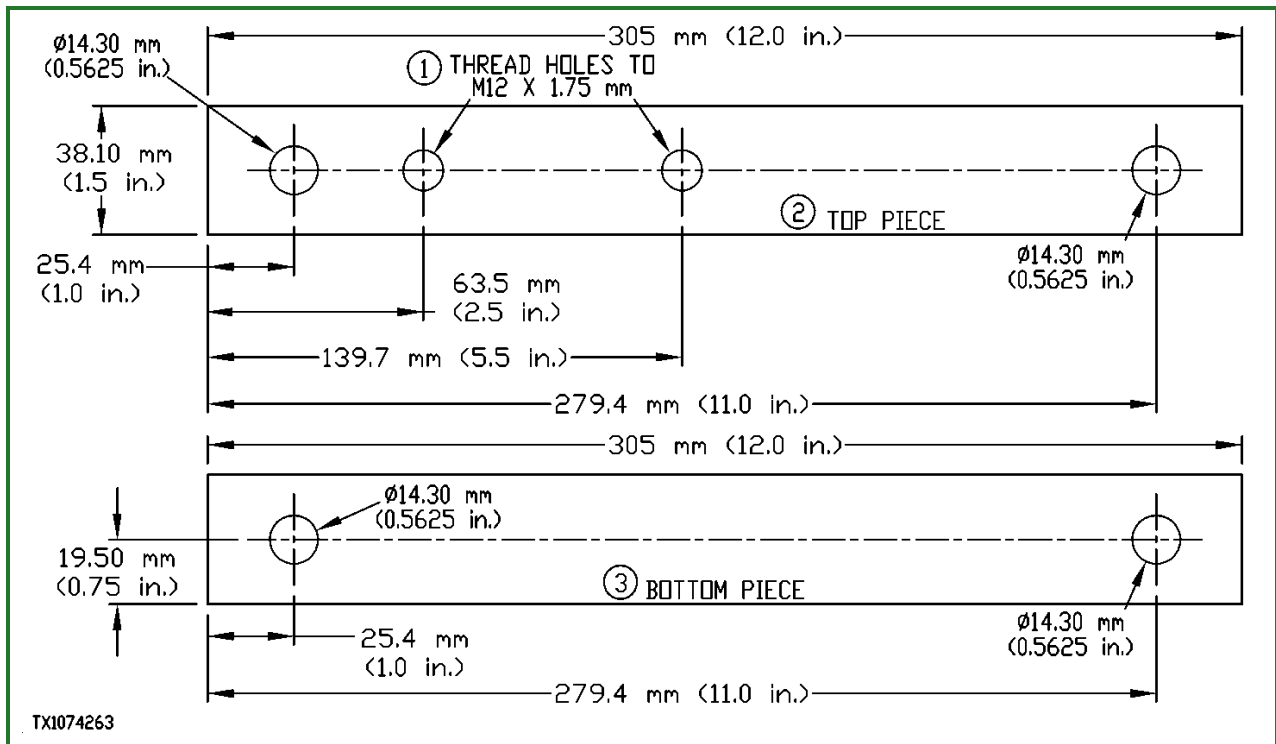 305 mm (12.0 in.)
Ø14.30 mm
(0.5625 in.)
1 THREAD HOLES TO
M12 X 1.75 mm
38.10 mm
(1.5 in.)
2 TOP PIECE
25.4 mm
(1.0 in.)
63.5 mm
(2.5 in.)
Ø14.30 mm
(0.5625 in.)
139.7 mm (5.5 in.)
279.4 mm (11.0 in.)
305 mm (12.0 in.)
Ø14.30 mm
(0.5625 in.)
19.50 mm
(0.75 in.)
3 BOTTOM PIECE
25.4 mm
(1.0 in.)
Ø14.30 mm
(0.5625 in.)
279.4 mm (11.0 in.)
TX1074263